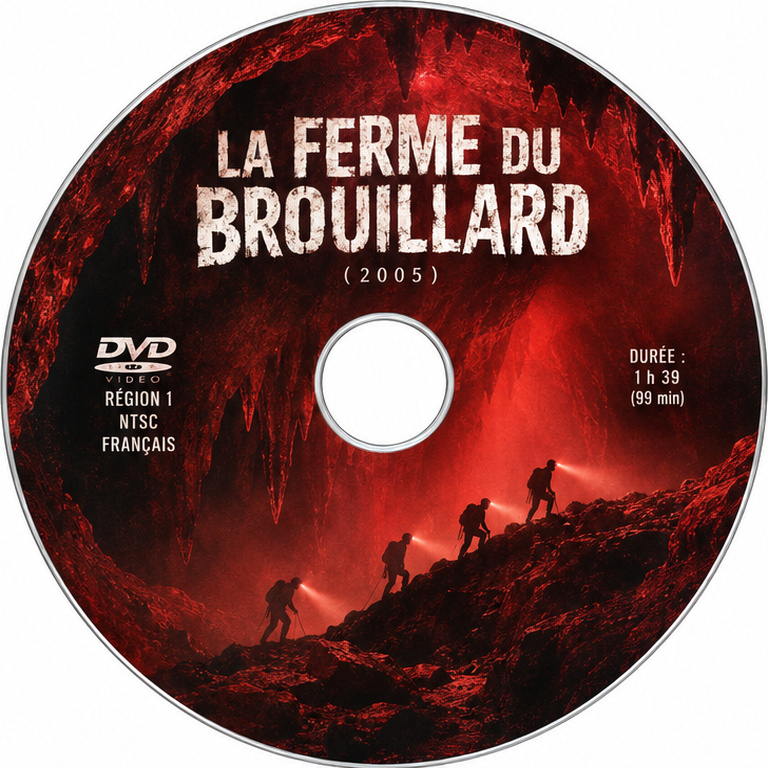 LA FERME DU
BROUILLARD
(2005)
DVD
VIDEO
RÉGION 1
NTSC
FRANÇAIS
DURÉE :
1 h 39
(99 min)